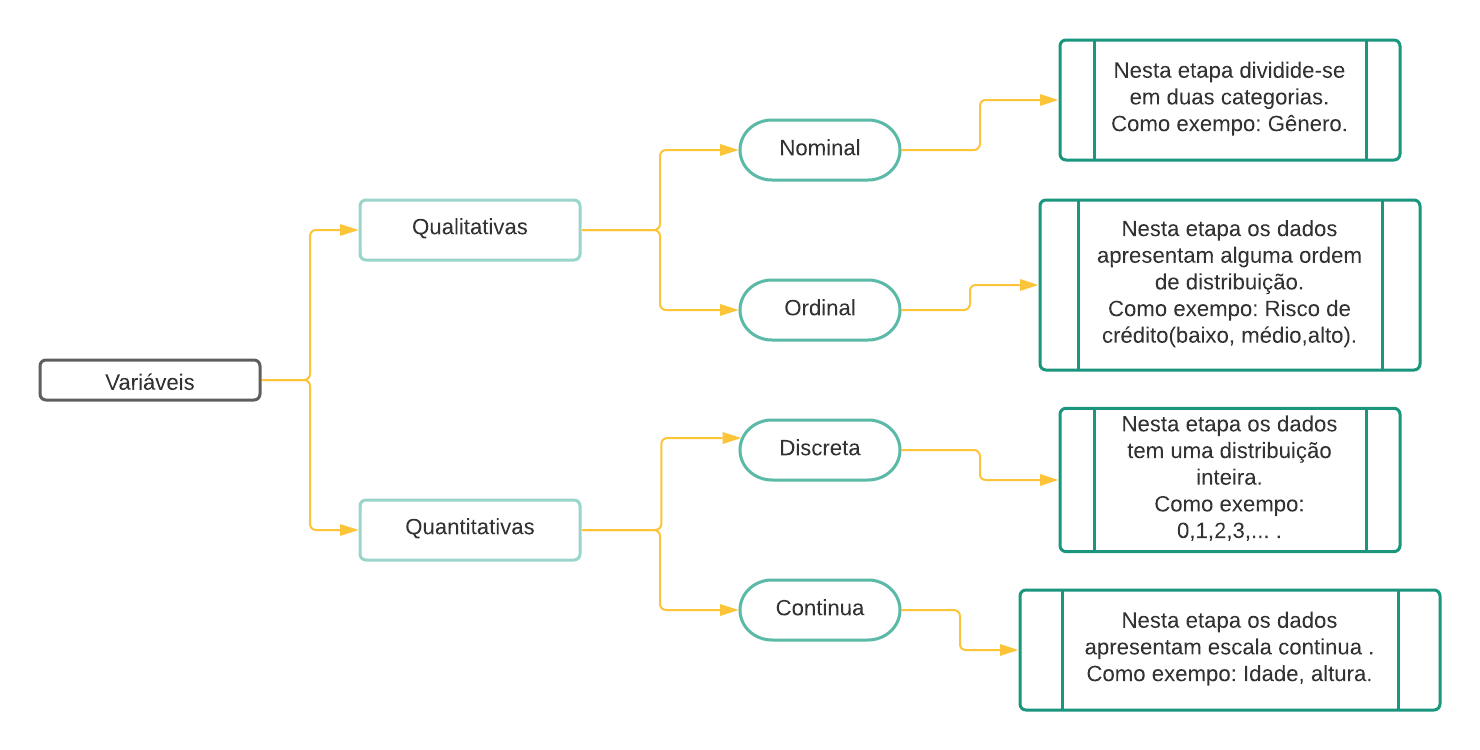 Variáveis
Qualitativas
Nominal
Nesta etapa dividide-se
em duas categorias.
Como exempo: Gênero.
Ordinal
Nesta etapa os dados
apresentam alguma ordem
de distribuição.
Como exempo: Risco de
crédito(baixo, médio,alto).
Quantitativas
Discreta
Nesta etapa os dados
tem uma distribuição
inteira.
Como exempo:
0,1,2,3,... .
Continua
Nesta etapa os dados
apresentam escala continua .
Como exempo: Idade, altura.